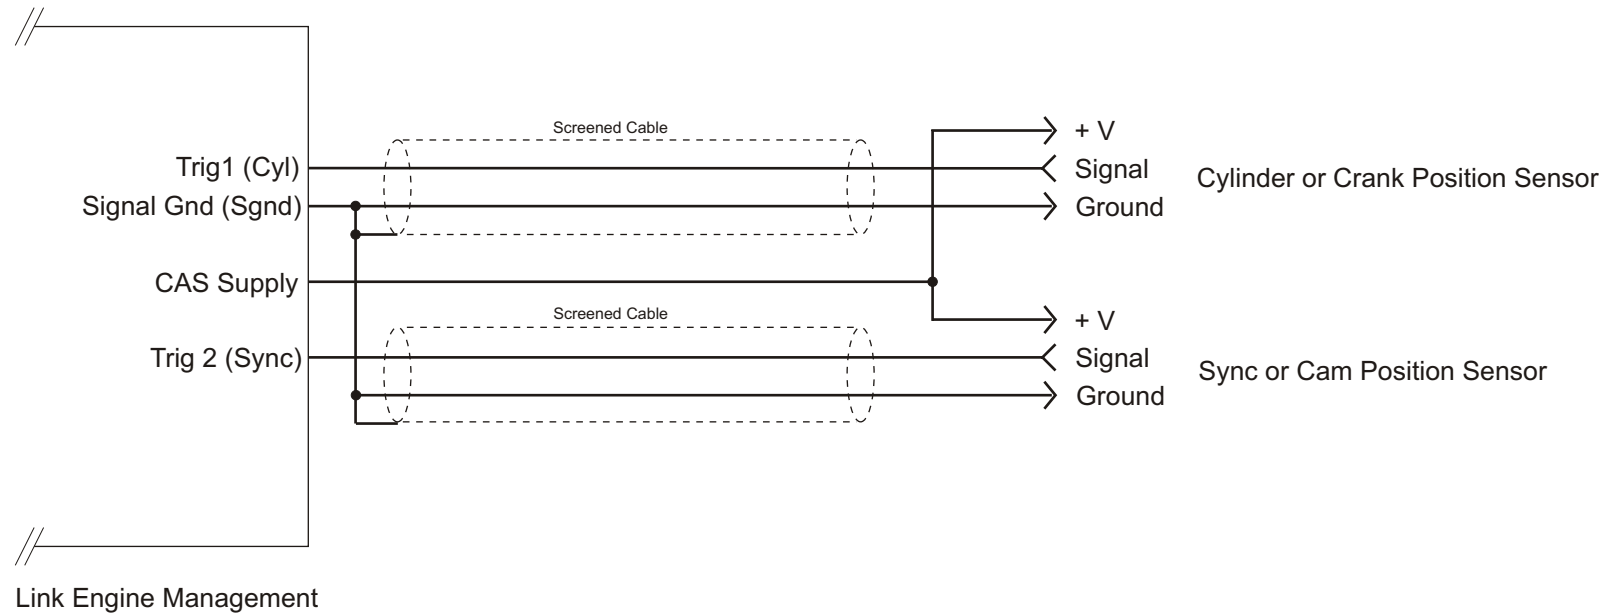 Screened Cable
+ V
Trig1 (Cyl)
Signal
Cylinder or Crank Position Sensor
Signal Gnd (Sgnd)
Ground
CAS Supply
Screened Cable
+ V
Trig 2 (Sync)
Signal
Sync or Cam Position Sensor
Ground
Link Engine Management